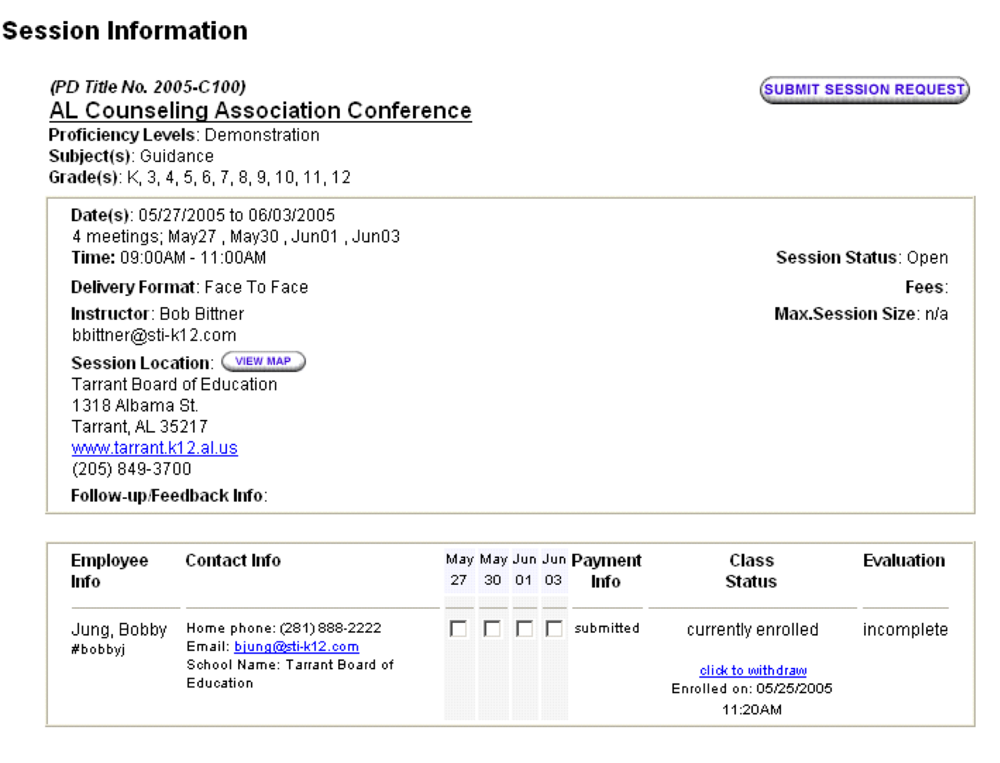 Session Information
(PD Title No. 2005-C100)
SUBMIT SESSION REQUEST
AL Counseling Association Conference
Proficiency Levels: Demonstration
Subject(s): Guidance
Grade(s): K, 3, 4, 5, 6, 7, 8, 9, 10, 11, 12
Date(s): 05/27/2005 to 06/03/2005
4 meetings; May27 , May30 , Jun01 , Jun03
Time: 09:00AM - 11:00AM
Session Status: Open
Delivery Format: Face To Face
Fees:
Instructor: Bob Bittner
Max.Session Size: n/a
bbittner@sti-k12.com
Session Location: VIEW MAP
Tarrant Board of Education
1318 Albama St.
Tarrant, AL 35217
www.tarrant.k12.al.us
(205) 849-3700
Follow-up/Feedback Info:
Employee Contact Info May May Jun Jun Payment Class Evaluation
Info 27 30 01 03 Info Status
Jung, Bobby Home phone: (281) 888-2222 submitted currently enrolled incomplete
#bobbyj Email: bjung@sti-k12.com
School Name: Tarrant Board of click to withdraw
Education Enrolled on: 05/25/2005
11:20AM